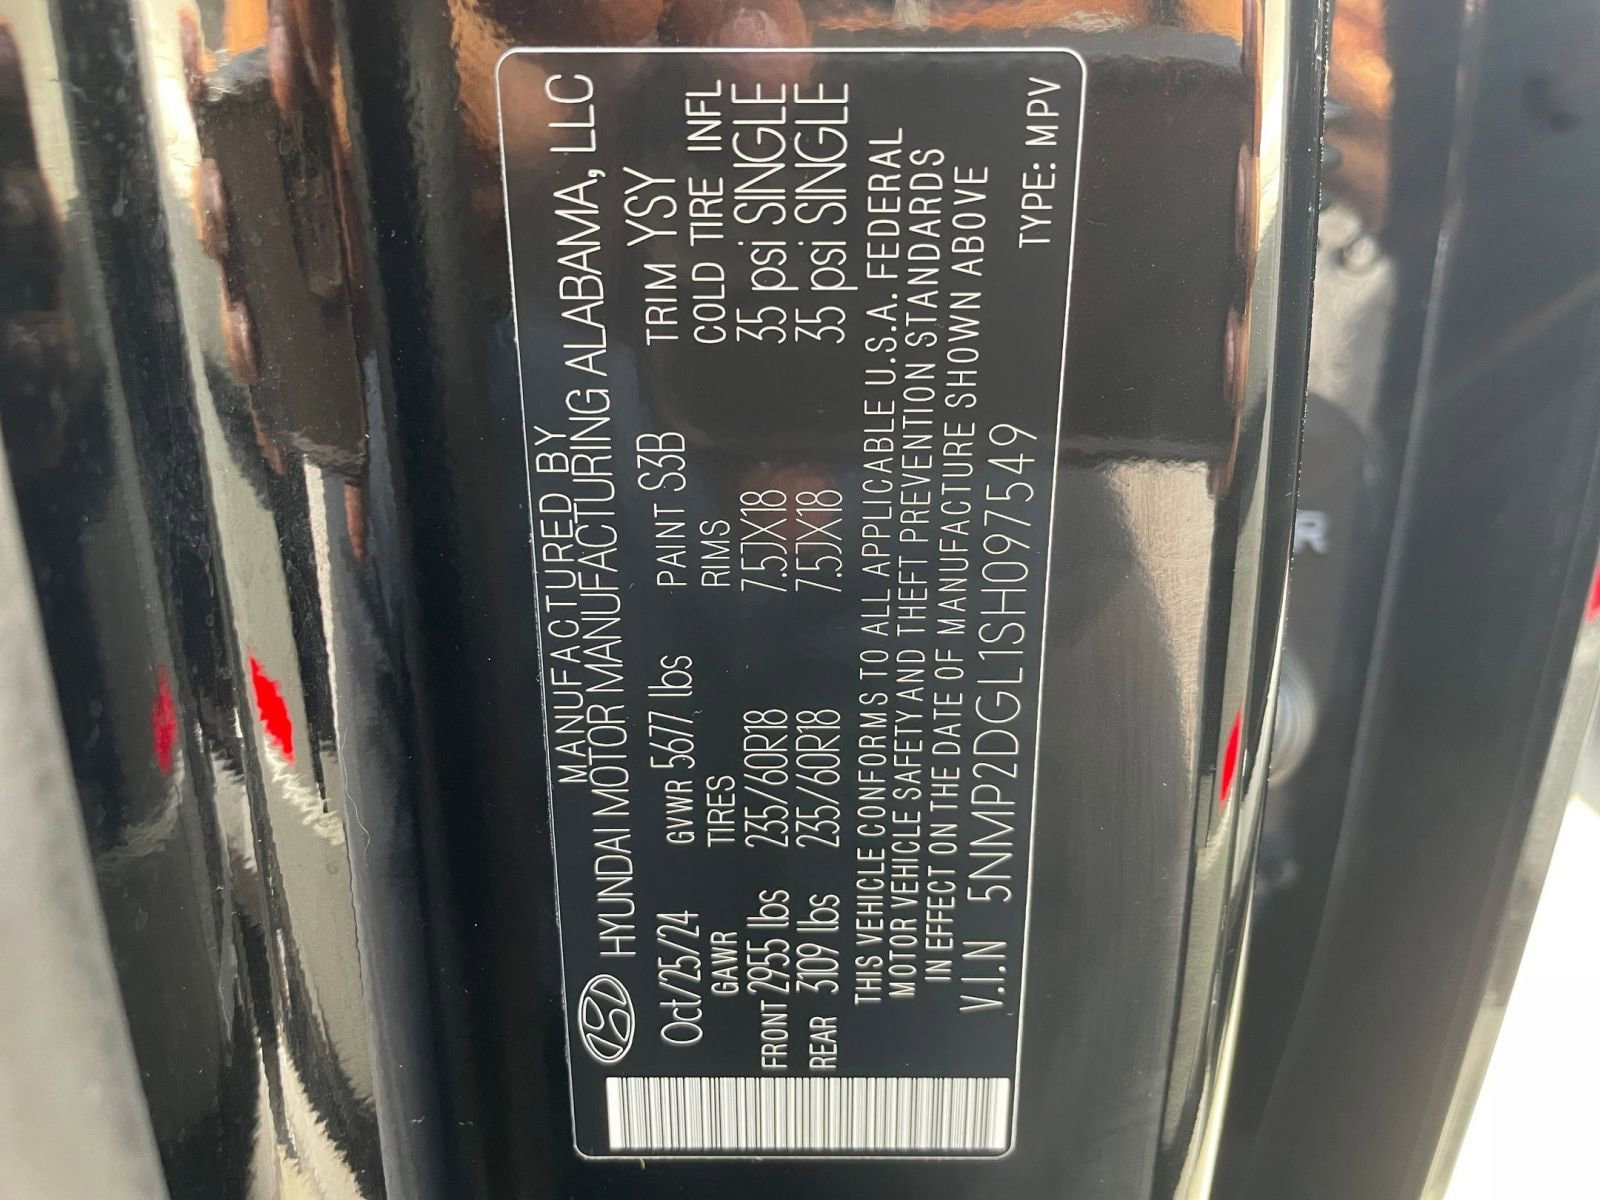 MANUFACTURED BY
HYUNDAI MOTOR MANUFACTURING ALABAMA, LLC
Oct/25/24 GVWR 5677 lbs PAINT S3B TRIM YSY
GAWR TIRES RIMS COLD TIRE INFL
FRONT 2955 lbs 235/60R18 7.5JX18 35 psi SINGLE
REAR 3109 lbs 235/60R18 7.5JX18 35 psi SINGLE
THIS VEHICLE CONFORMS TO ALL APPLICABLE U.S.A. FEDERAL
MOTOR VEHICLE SAFETY AND THEFT PREVENTION STANDARDS
IN EFFECT ON THE DATE OF MANUFACTURE SHOWN ABOVE
V.I.N 5NMP2DGL1SH097549 TYPE: MPV
R